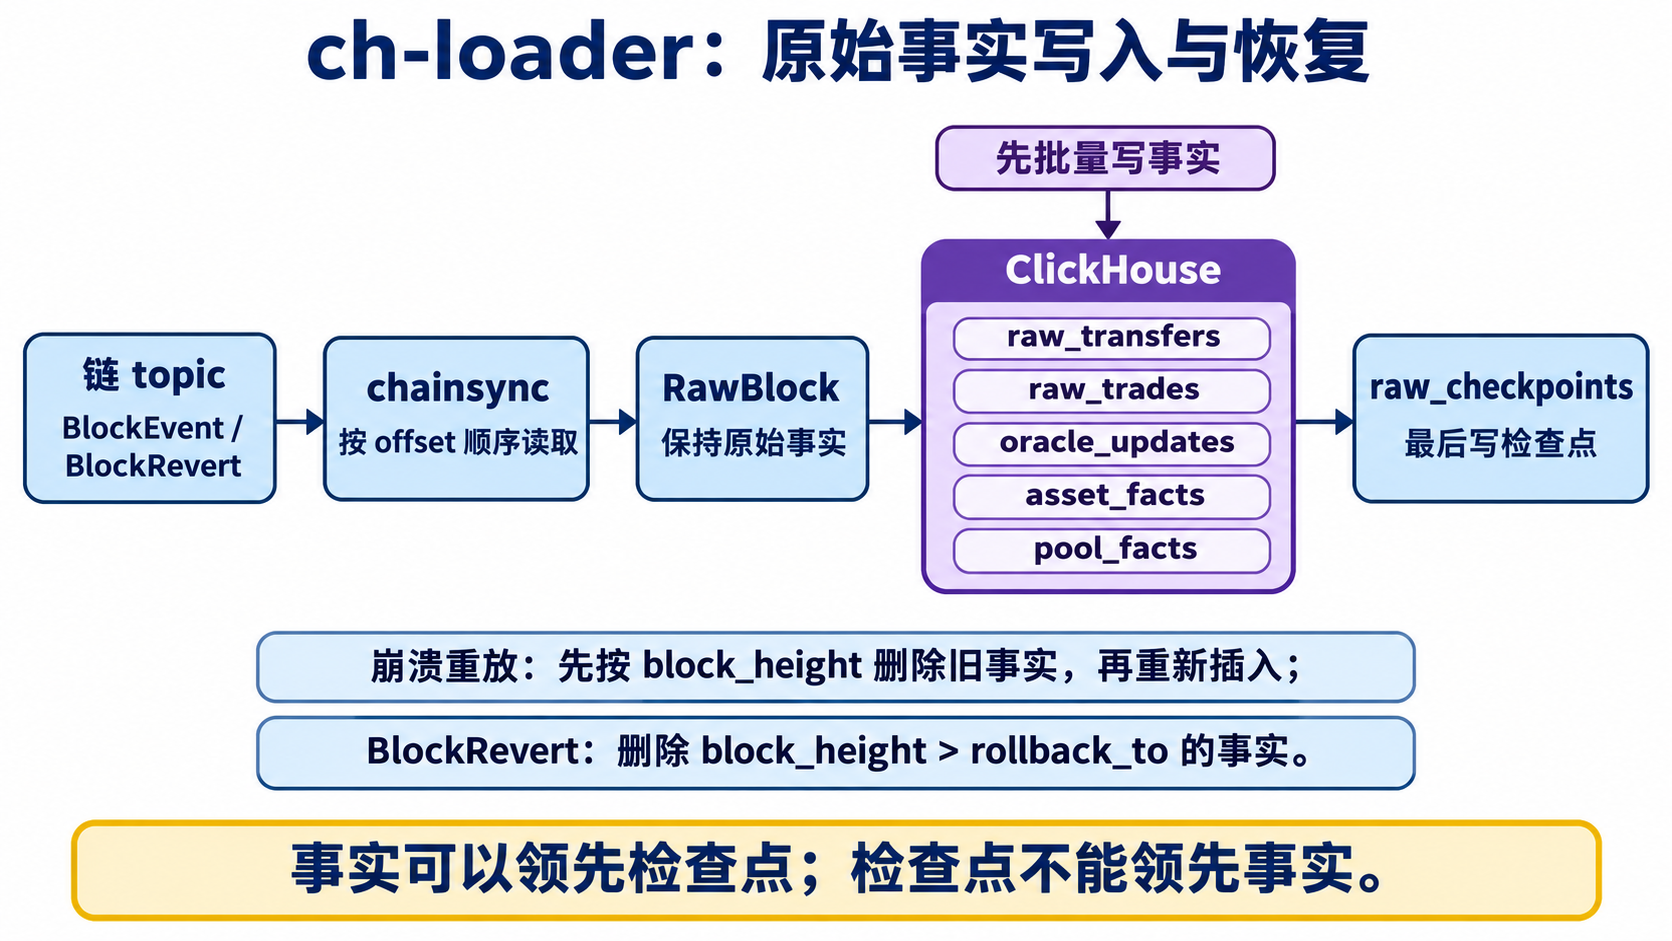 ch-loader：原始事实写入与恢复
先批量写事实
ClickHouse
raw_transfers
raw_trades
oracle_updates
asset_facts
pool_facts
链 topic
BlockEvent /
BlockRevert
chainsync
按 offset 顺序读取
RawBlock
保持原始事实
raw_checkpoints
最后写检查点
崩溃重放：先按 block_height 删除旧事实，再重新插入；
BlockRevert：删除 block_height > rollback_to 的事实。
事实可以领先检查点；检查点不能领先事实。